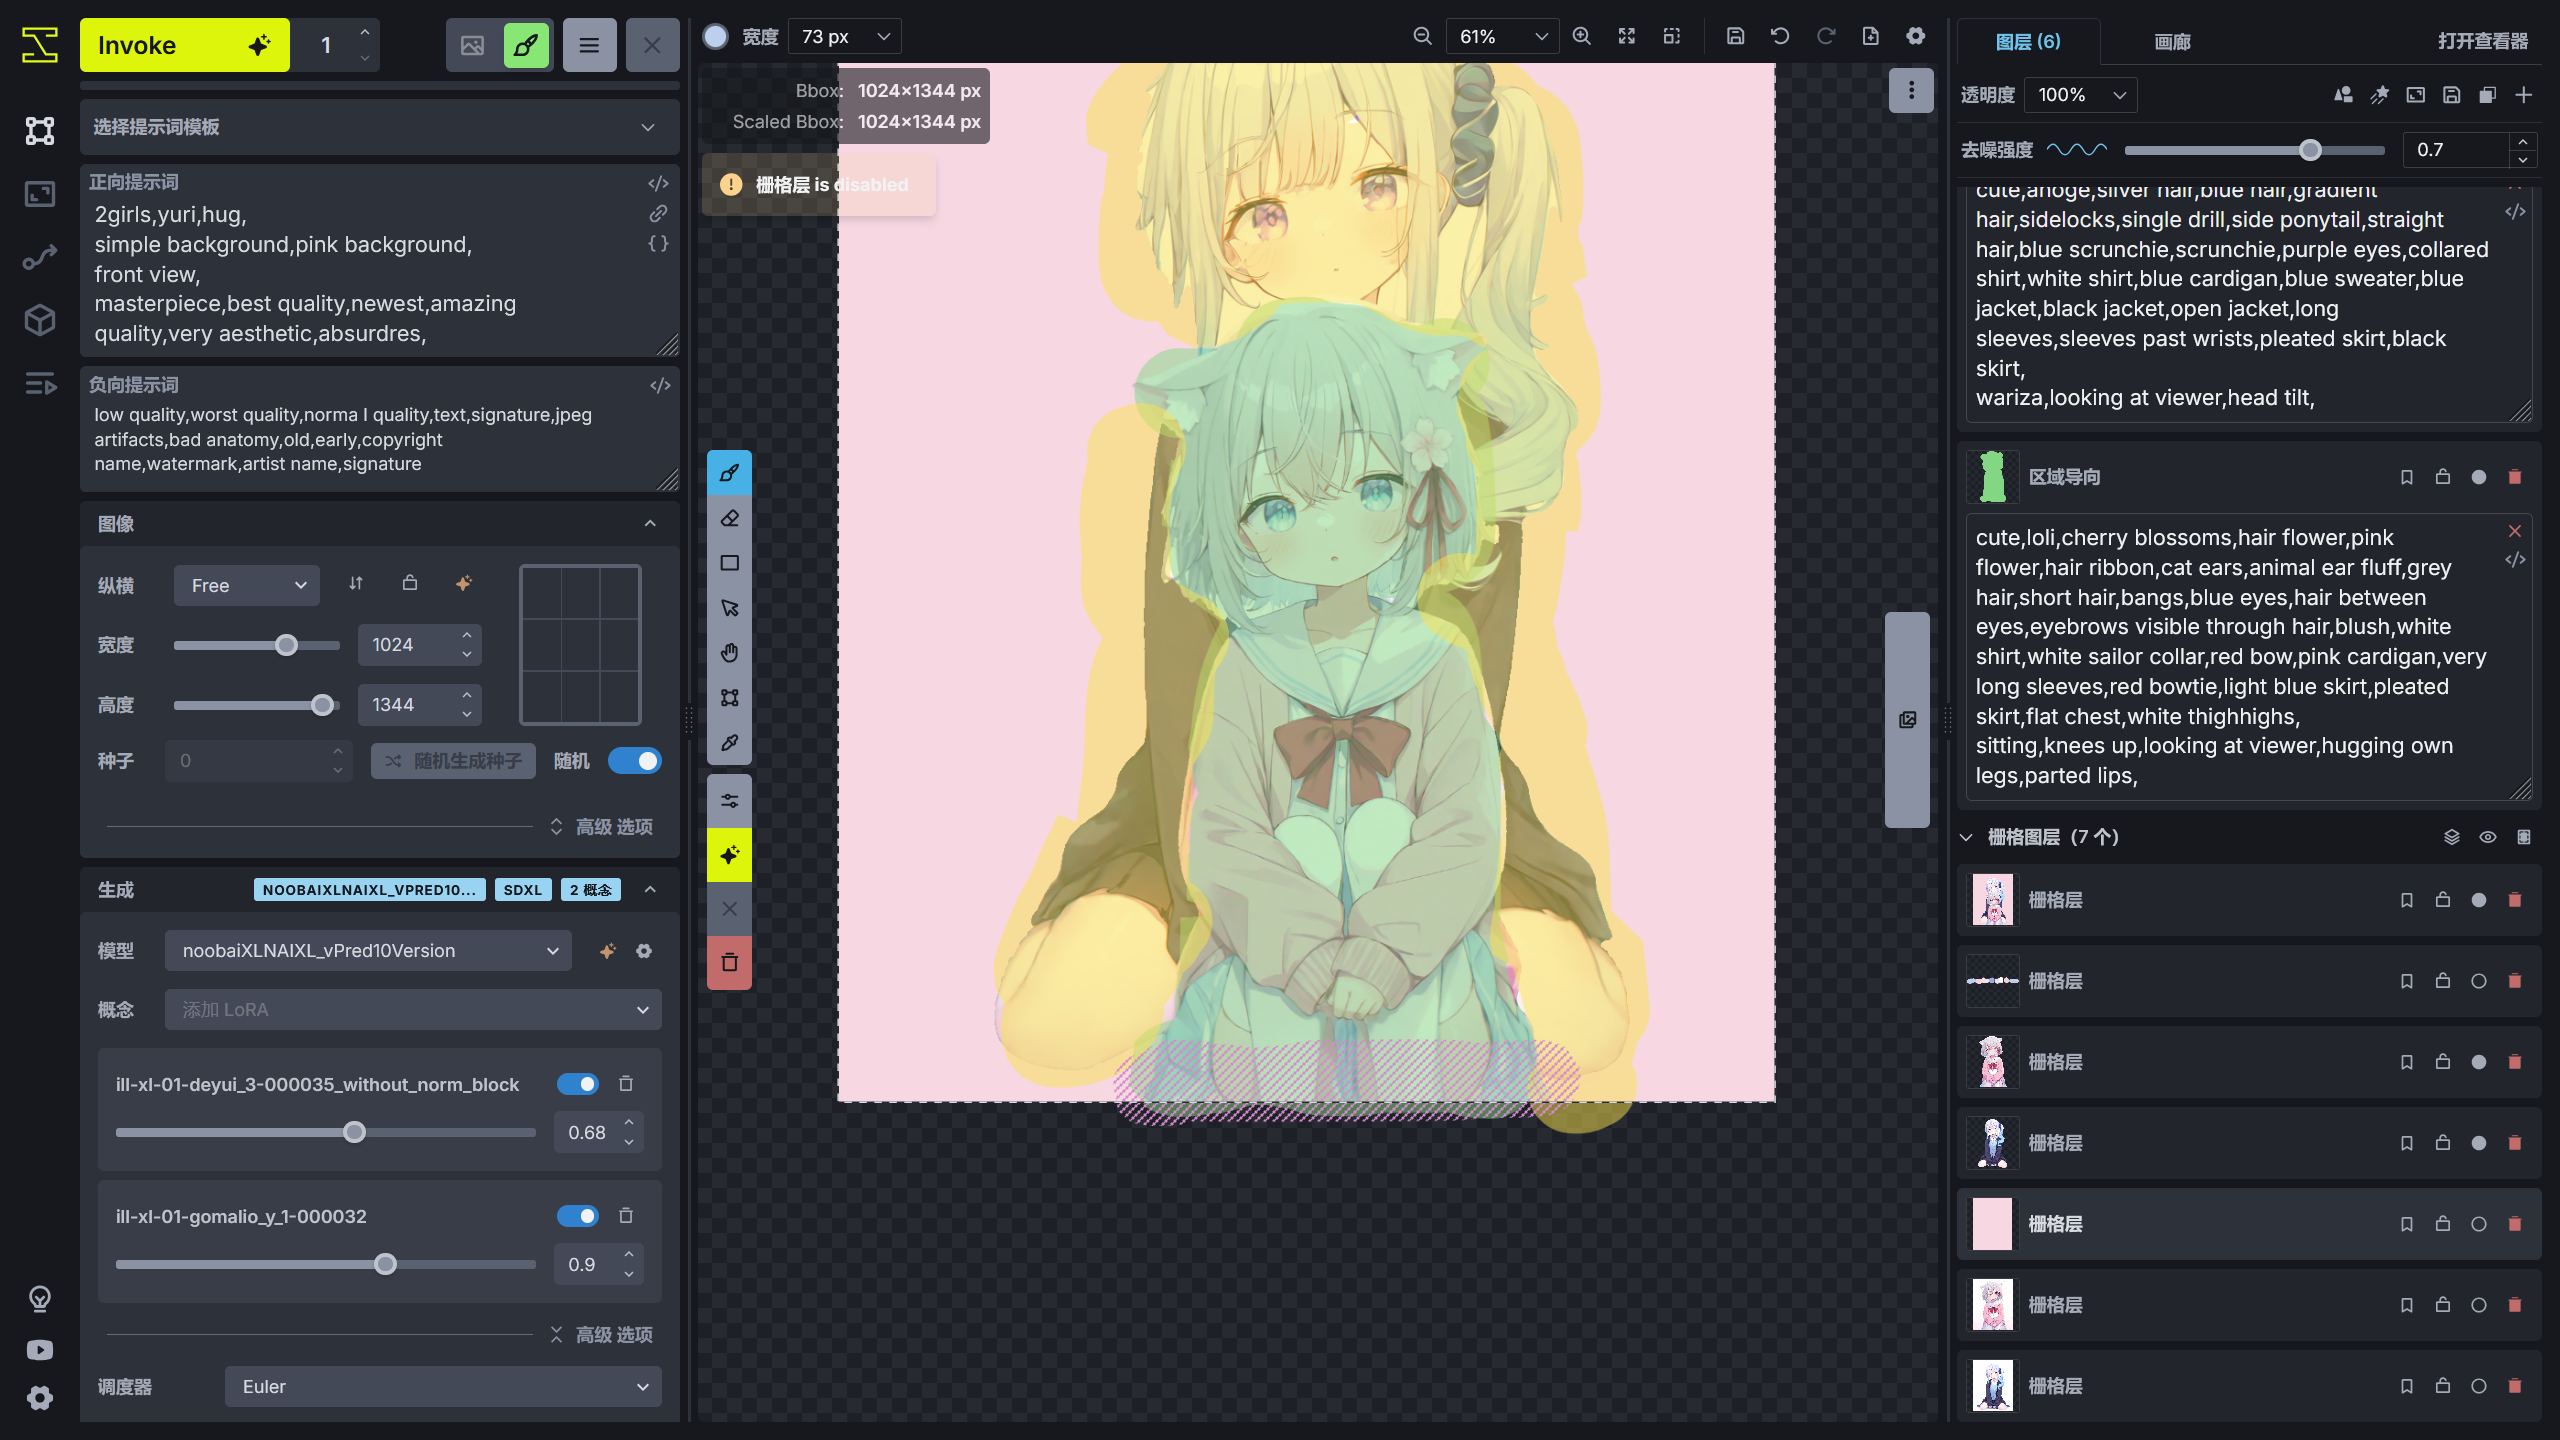 Invoke
1
选择提示词模板
正向提示词
2girls,yuri,hug,
simple background,pink background,
front view,
masterpiece,best quality,newest,amazing
quality,very aesthetic,absurdres,
负向提示词
low quality,worst quality,norma l quality,text,signature,jpeg
artifacts,bad anatomy,old,early,copyright
name,watermark,artist name,signature
图像
纵横
Free
宽度
1024
高度
1344
种子
0
随机生成种子
随机
高级 选项
生成
NOOBAIXLNAIXL_VPRED10...
SDXL
2 概念
模型
noobaiXLNAIXL_vPred10Version
概念
添加 LoRA
ill-xl-01-deyui_3-000035_without_norm_block
0.68
ill-xl-01-gomalio_y_1-000032
0.9
高级 选项
调度器
Euler
宽度
73 px
61%
Bbox: 1024×1344 px
Scaled Bbox: 1024×1344 px
栅格层 is disabled
图层 (6)
画廊
打开查看器
透明度
100%
去噪强度
0.7
cute,ahoge,silver hair,blue hair,gradient
hair,sidelocks,single drill,side ponytail,straight
hair,blue scrunchie,scrunchie,purple eyes,collared
shirt,white shirt,blue cardigan,blue sweater,blue
jacket,black jacket,open jacket,long
sleeves,sleeves past wrists,pleated skirt,black
skirt,
wariza,looking at viewer,head tilt,
区域导向
cute,loli,cherry blossoms,hair flower,pink
flower,hair ribbon,cat ears,animal ear fluff,grey
hair,short hair,bangs,blue eyes,hair between
eyes,eyebrows visible through hair,blush,white
shirt,white sailor collar,red bow,pink cardigan,very
long sleeves,red bowtie,light blue skirt,pleated
skirt,flat chest,white thighhighs,
sitting,knees up,looking at viewer,hugging own
legs,parted lips,
栅格图层 (7 个)
栅格层
栅格层
栅格层
栅格层
栅格层
栅格层
栅格层